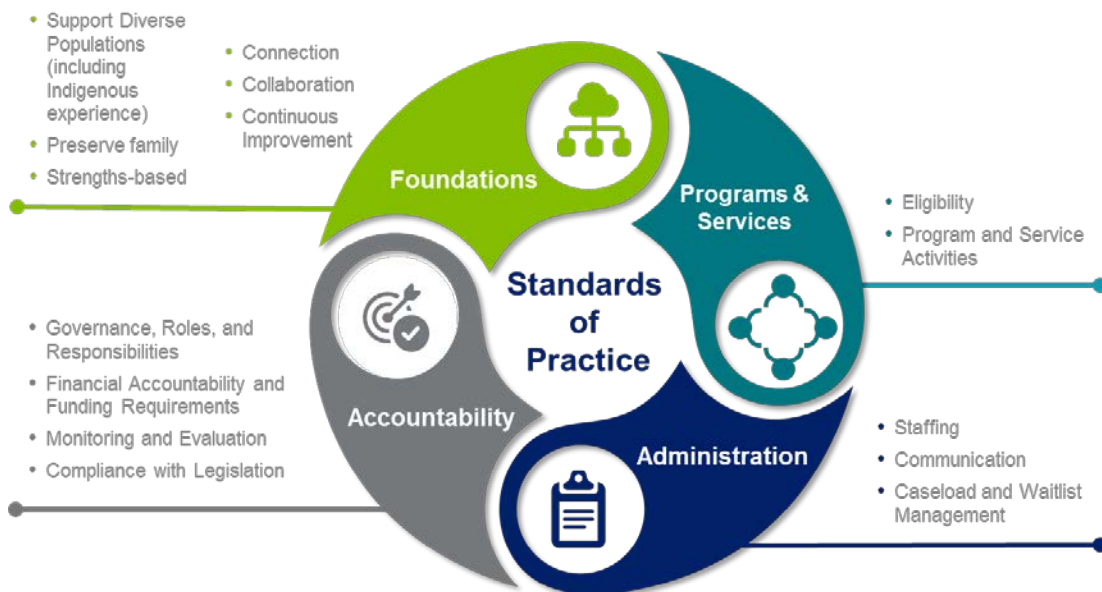 • Support Diverse
Populations
(including
Indigenous
experience)
• Preserve family
• Strengths-based
• Connection
• Collaboration
• Continuous
Improvement
Foundations
Programs &
Services
• Eligibility
• Program and Service
Activities
Standards
of
Practice
• Governance, Roles, and
Responsibilities
• Financial Accountability and
Funding Requirements
• Monitoring and Evaluation
• Compliance with Legislation
Accountability
Administration
• Staffing
• Communication
• Caseload and Waitlist
Management